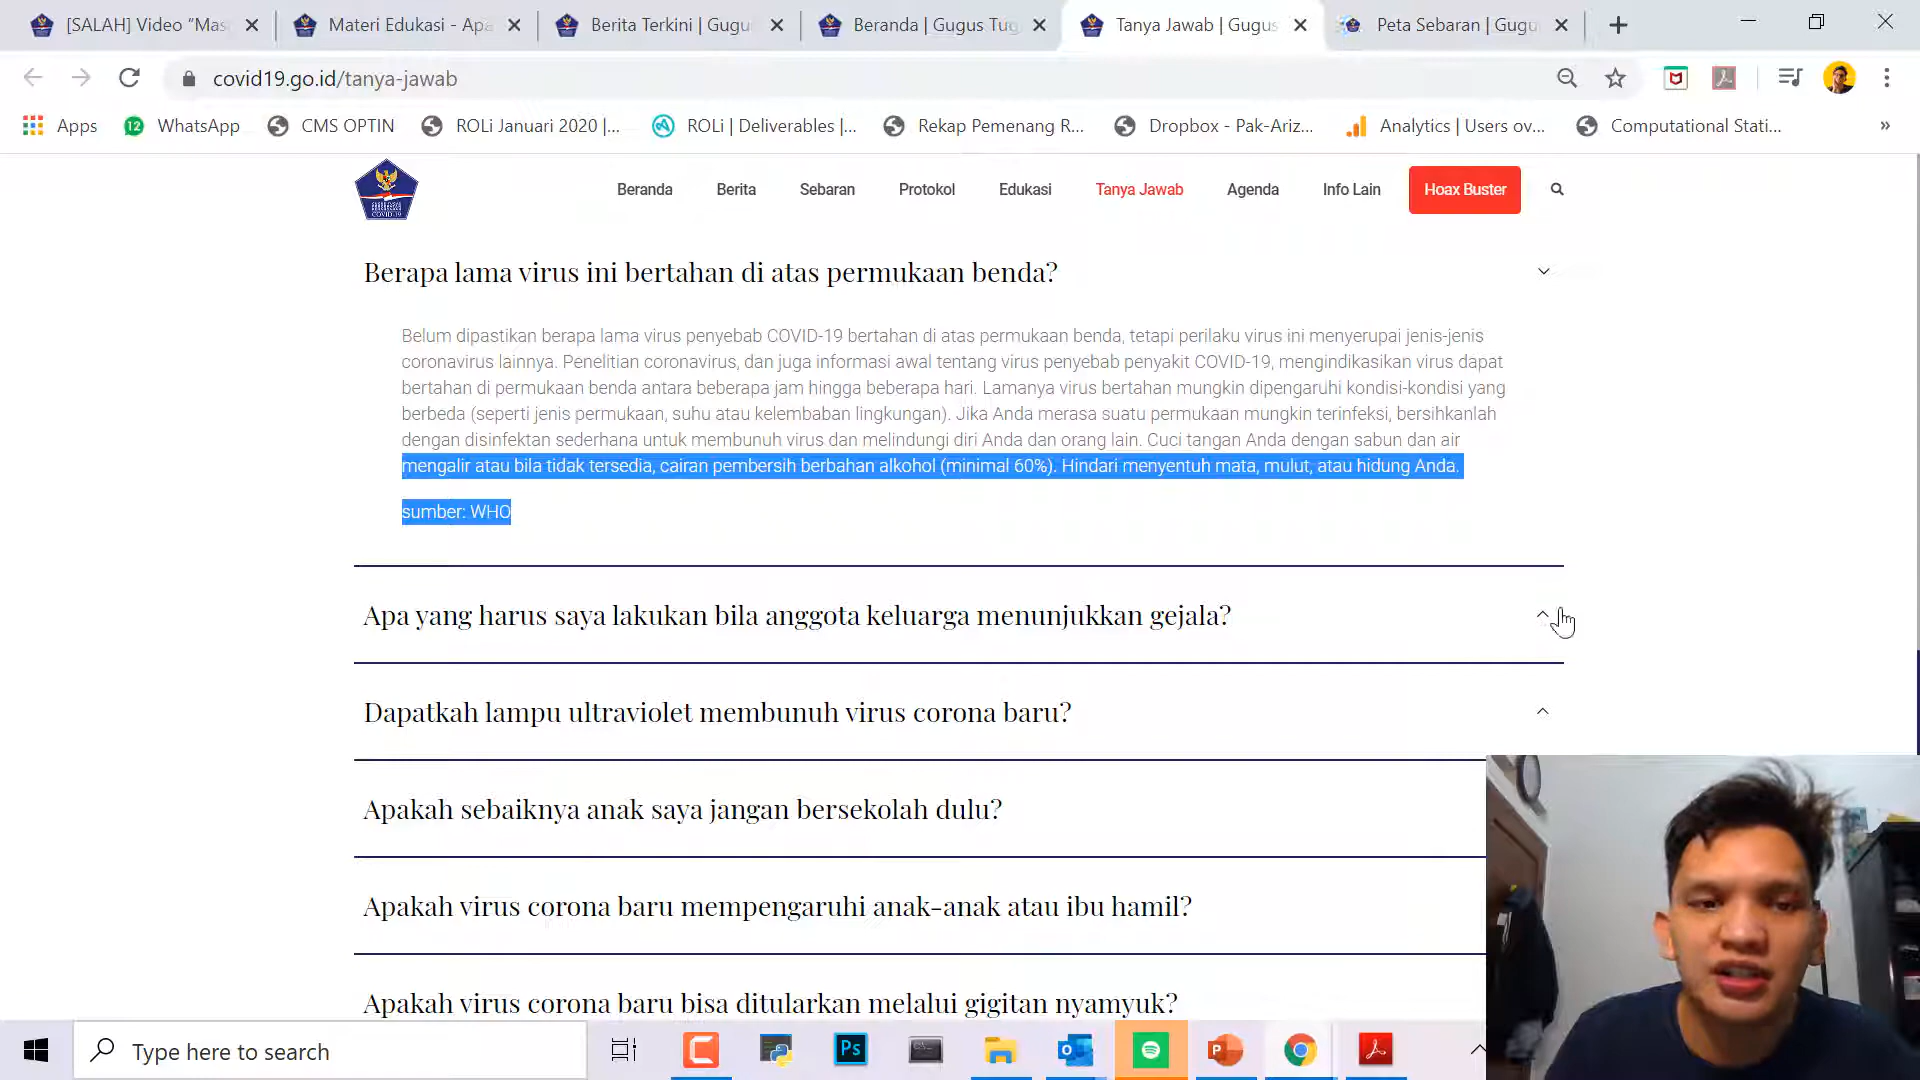 [SALAH] Video "Mas
Materi Edukasi - Apa
Berita Terkini | Gugu
Beranda | Gugus Tug
Tanya Jawab | Gugus
Peta Sebaran | Gugu
covid19.go.id/tanya-jawab
Apps
12
WhatsApp
CMS OPTIN
ROLi Januari 2020 |...
ROLi | Deliverables |...
Rekap Pemenang R...
Dropbox - Pak-Ariz...
Analytics | Users ov...
Computational Stati...
»
COVID-19
Beranda
Berita
Sebaran
Protokol
Edukasi
Tanya Jawab
Agenda
Info Lain
Hoax Buster
Berapa lama virus ini bertahan di atas permukaan benda?
Belum dipastikan berapa lama virus penyebab COVID-19 bertahan di atas permukaan benda, tetapi perilaku virus ini menyerupai jenis-jenis
coronavirus lainnya. Penelitian coronavirus, dan juga informasi awal tentang virus penyebab penyakit COVID-19, mengindikasikan virus dapat
bertahan di permukaan benda antara beberapa jam hingga beberapa hari. Lamanya virus bertahan mungkin dipengaruhi kondisi-kondisi yang
berbeda (seperti jenis permukaan, suhu atau kelembaban lingkungan). Jika Anda merasa suatu permukaan mungkin terinfeksi, bersihkanlah
dengan disinfektan sederhana untuk membunuh virus dan melindungi diri Anda dan orang lain. Cuci tangan Anda dengan sabun dan air
mengalir atau bila tidak tersedia, cairan pembersih berbahan alkohol (minimal 60%). Hindari menyentuh mata, mulut, atau hidung Anda.
sumber: WHO
Apa yang harus saya lakukan bila anggota keluarga menunjukkan gejala?
Dapatkah lampu ultraviolet membunuh virus corona baru?
Apakah sebaiknya anak saya jangan bersekolah dulu?
Apakah virus corona baru mempengaruhi anak-anak atau ibu hamil?
Apakah virus corona baru bisa ditularkan melalui gigitan nyamyuk?
Type here to search
Ps